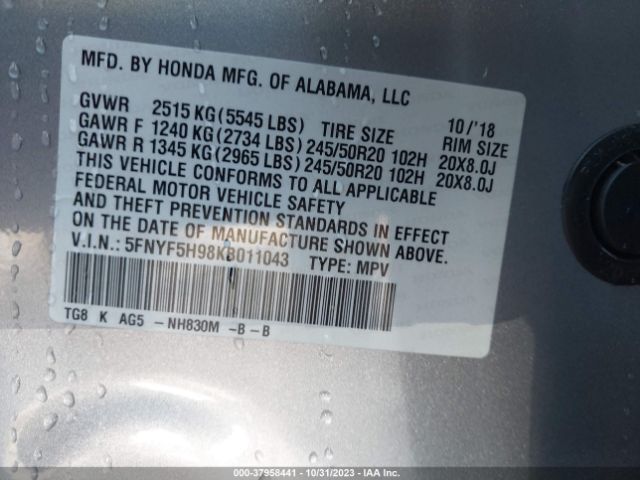 MFD. BY HONDA MFG. OF ALABAMA, LLC
10/'18
GVWR 2515 KG (5545 LBS) TIRE SIZE RIM SIZE
GAWR F 1240 KG (2734 LBS) 245/50R20 102H 20X8.0J
GAWR R 1345 KG (2965 LBS) 245/50R20 102H 20X8.0J
THIS VEHICLE CONFORMS TO ALL APPLICABLE
FEDERAL MOTOR VEHICLE SAFETY
AND THEFT PREVENTION STANDARDS IN EFFECT
ON THE DATE OF MANUFACTURE SHOWN ABOVE.
V.I.N.: 5FNYF5H98KB011043 TYPE: MPV
TG8 K AG5 -NH830M -B-B
000-37958441 - 10/31/2023 - IAA Inc.